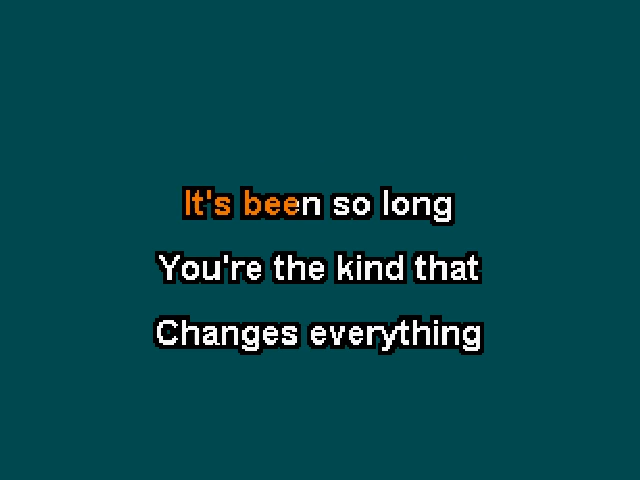 It's been so long
You're the kind that
Changes everything